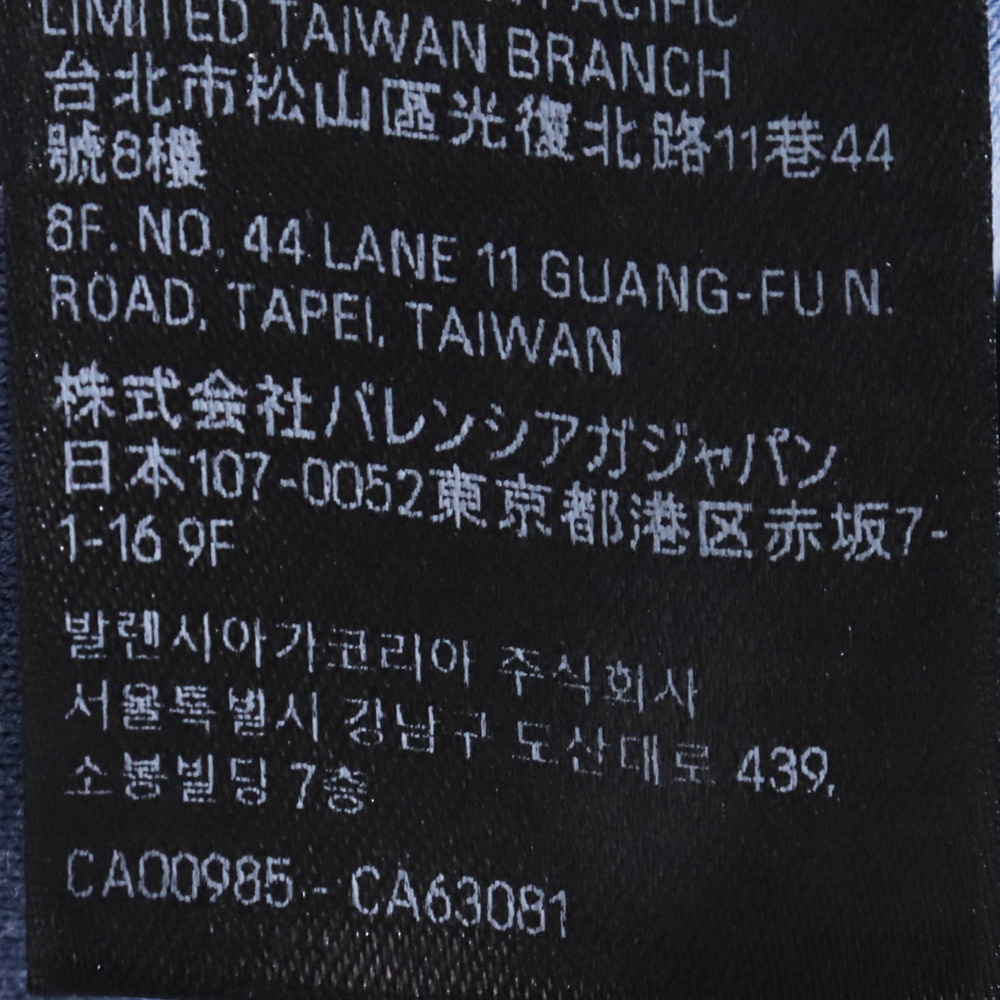 PACIFIC
LIMITED TAIWAN BRANCH
台北市松山區光復北路11巷44
號8樓
8F. NO. 44 LANE 11 GUANG-FU N.
ROAD, TAPEI, TAIWAN
株式会社バレンシアガジャパン
日本107-0052東京都港区赤坂7-
1-16 9F
발렌시아가코리아 주식회사
서울특별시 강남구 도산대로 439,
소봉빌딩 7층
CA00985 - CA63081